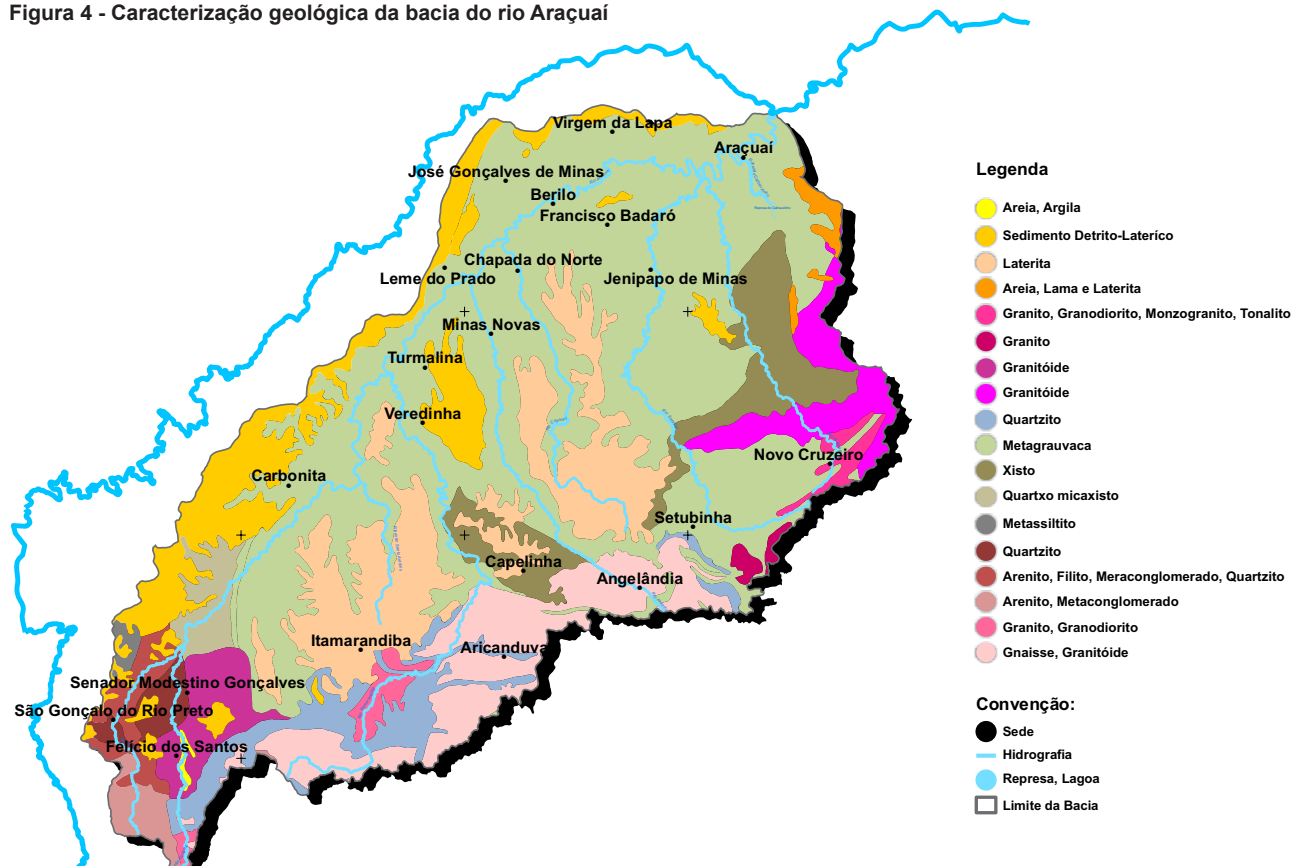 Figura 4 - Caracterização geológica da bacia do rio Araçuaí
Virgem da Lapa
Araçuaí
José Gonçalves de Minas
Berilo
Francisco Badaró
Chapada do Norte
Leme do Prado
Jenipapo de Minas
Minas Novas
Turmalina
Veredinha
Novo Cruzeiro
Carbonita
Setubinha
Capelinha
Angelândia
Itamarandiba
Aricanduva
Senador Modestino Gonçalves
São Gonçalo do Rio Preto
Felício dos Santos
Legenda
Areia, Argila
Sedimento Detrito-Lateríco
Laterita
Areia, Lama e Laterita
Granito, Granodiorito, Monzogranito, Tonalito
Granito
Granitóide
Granitóide
Quartzito
Metagrauvaca
Xisto
Quartxo micaxisto
Metassiltito
Quartzito
Arenito, Filito, Meraconglomerado, Quartzito
Arenito, Metaconglomerado
Granito, Granodiorito
Gnaisse, Granitóide
Convenção:
Sede
Hidrografia
Represa, Lagoa
Limite da Bacia